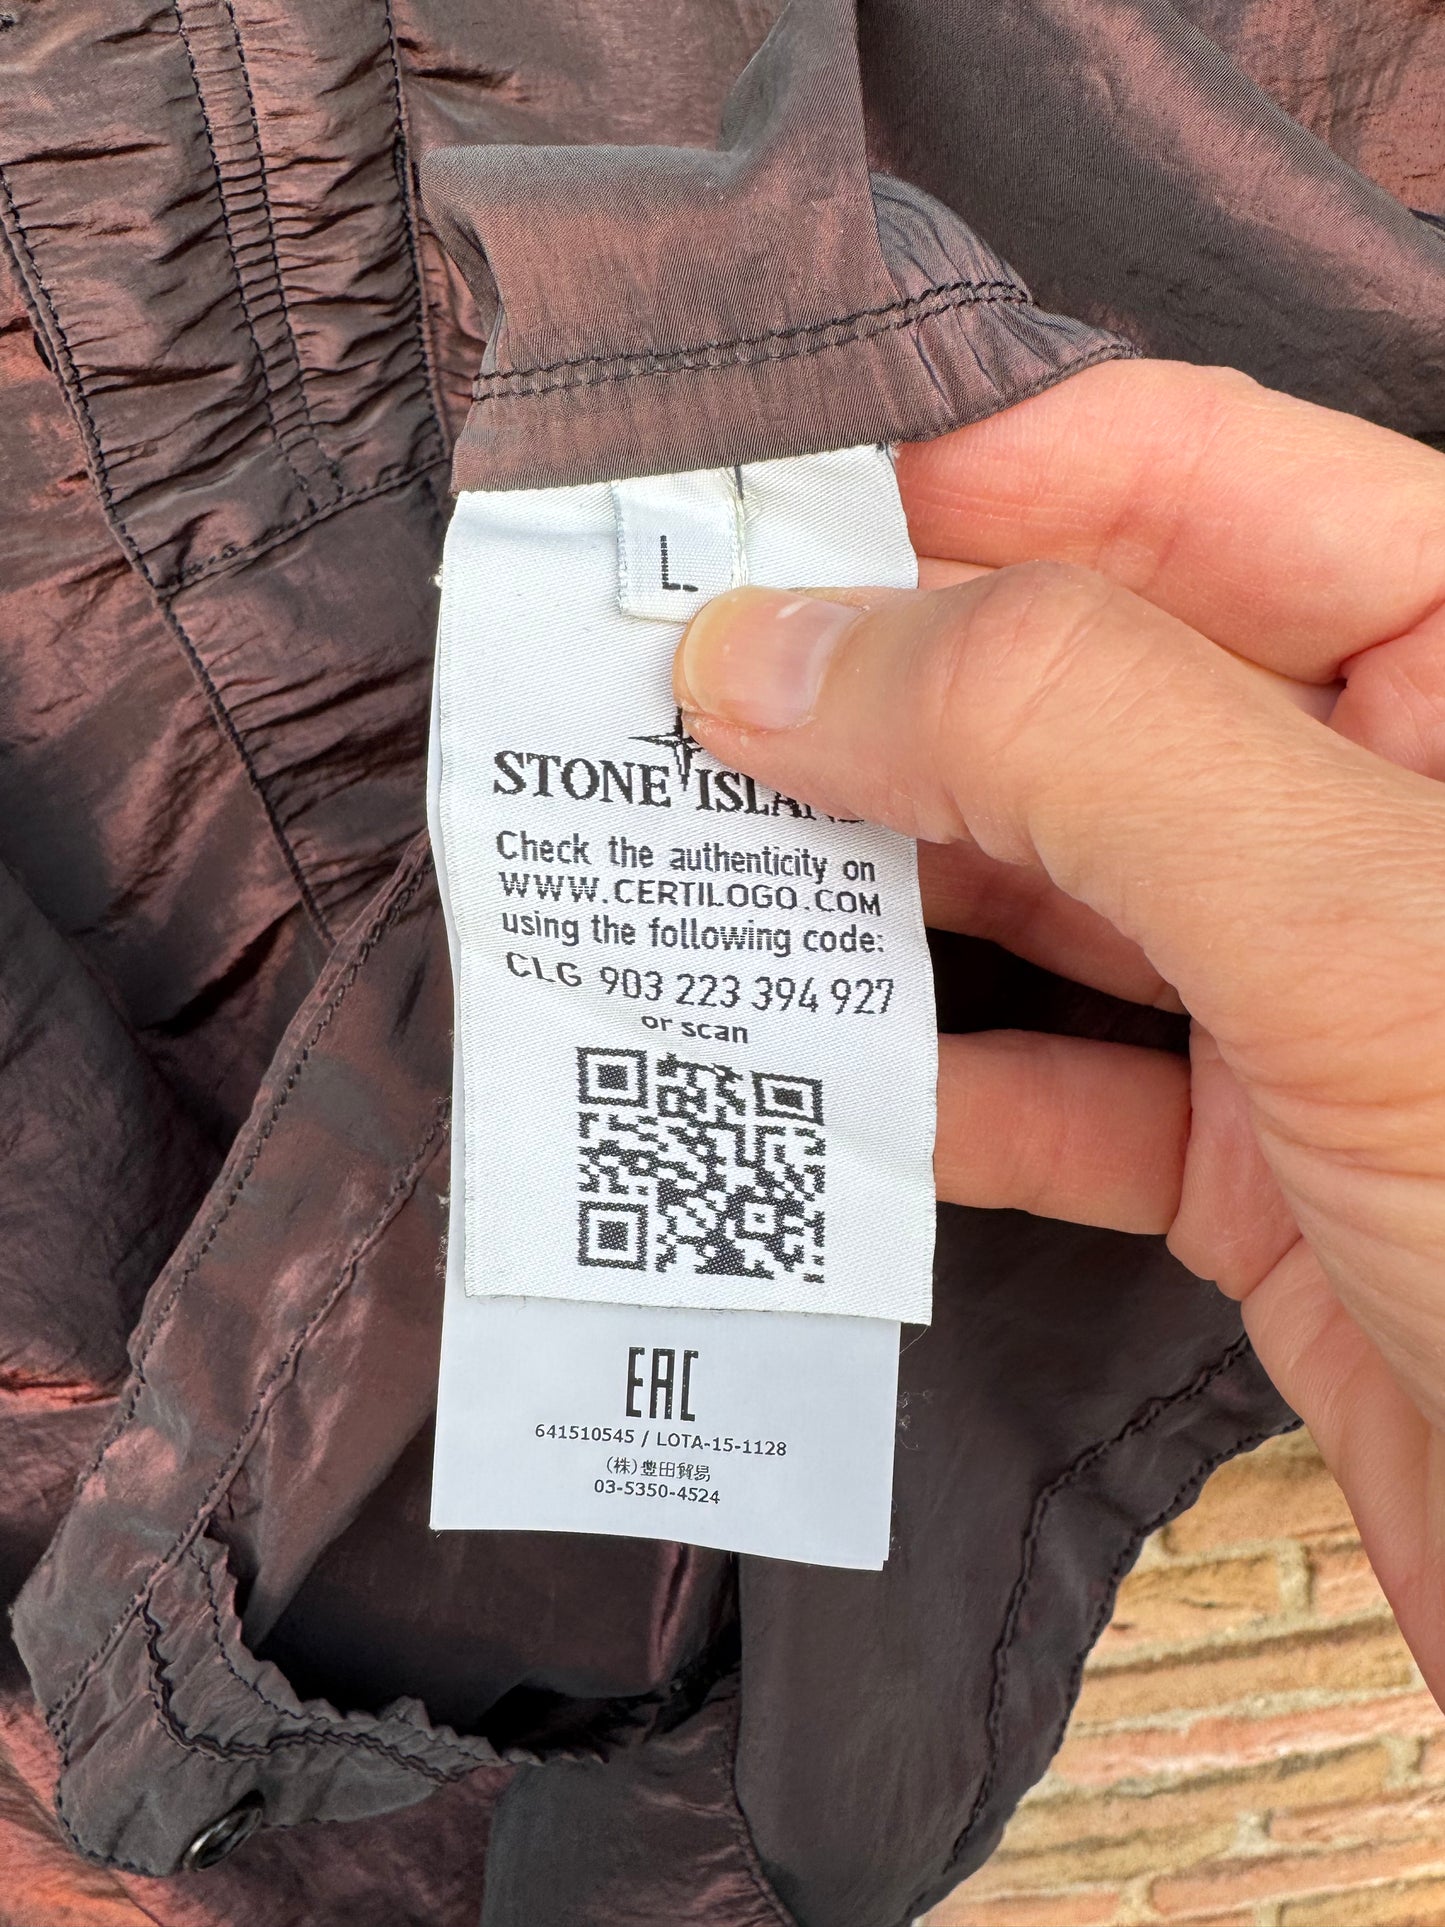 L
STONE ISLAND
Check the authenticity on
WWW.CERTILOGO.COM
using the following code:
CLG 903 223 394 927
or scan
EAC
641510545 / LOTA-15-1128
(株)豊田貿易
03-5350-4524